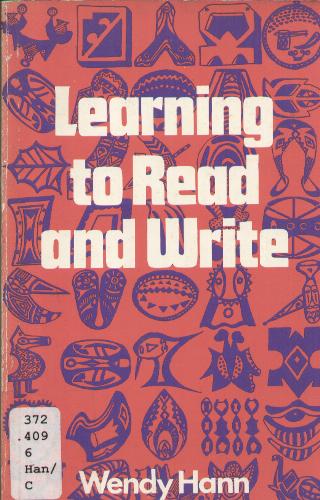 Learning
to Read
and Write
372
.409
6
Han/
C
Wendy Hann